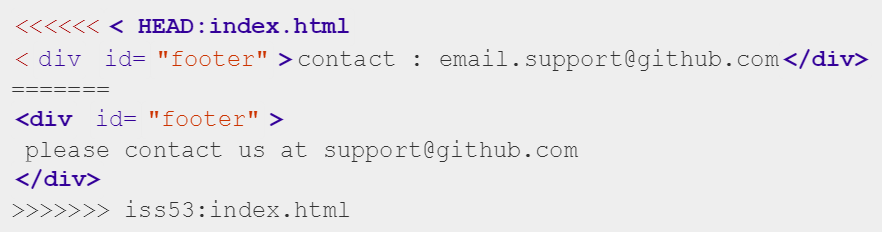 <<<<<< < HEAD:index.html
< div id= "footer" > contact : email.support@github.com </div>
=======
<div id= "footer" >
please contact us at support@github.com
</div>
>>>>>>> iss53:index.html